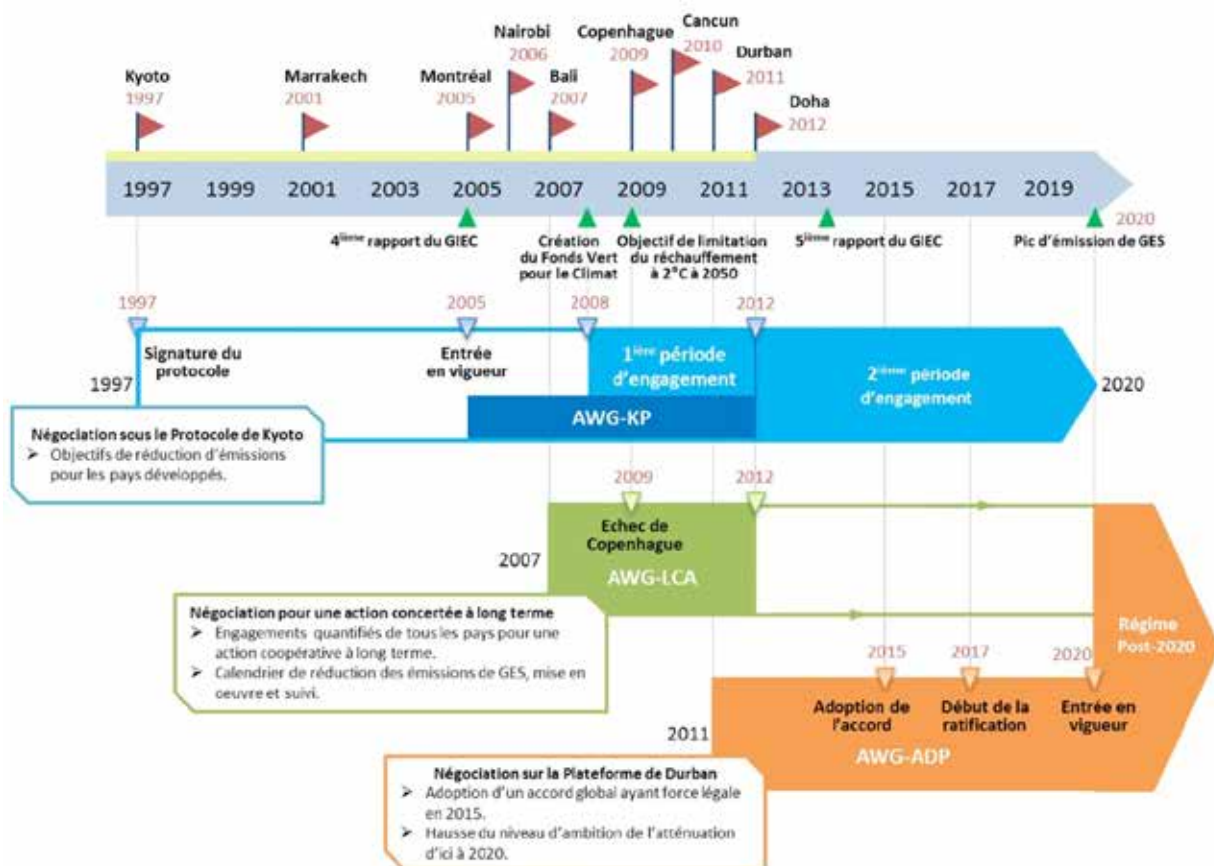 Kyoto
1997
Marrakech
2001
Montréal
2005
Nairobi
2006
Bali
2007
Copenhague
2009
Cancun
2010
Durban
2011
Doha
2012
1997 1999 2001 2003 2005 2007 2009 2011 2013 2015 2017 2019
2020
4ième rapport du GIEC
Création
du Fonds Vert
pour le Climat
Objectif de limitation
du réchauffement
à 2°C à 2050
5ième rapport du GIEC
Pic d'émission de GES
1997 2005 2008 2012
Signature du
protocole
Entrée
en vigueur
1ière période
d'engagement
2ième période
d'engagement
1997
2020
AWG-KP
Négociation sous le Protocole de Kyoto
➤ Objectifs de réduction d'émissions
pour les pays développés.
2009 2012
Echec de
Copenhague
AWG-LCA
2007
Négociation pour une action concertée à long terme
➤ Engagements quantifiés de tous les pays pour une
action coopérative à long terme.
➤ Calendrier de réduction des émissions de GES, mise en
oeuvre et suivi.
Régime
Post-2020
2015 2017 2020
Adoption de
l'accord
Début de la
ratification
Entrée en
vigueur
2011
AWG-ADP
Négociation sur la Plateforme de Durban
➤ Adoption d'un accord global ayant force légale
en 2015.
➤ Hausse du niveau d'ambition de l'atténuation
d'ici à 2020.